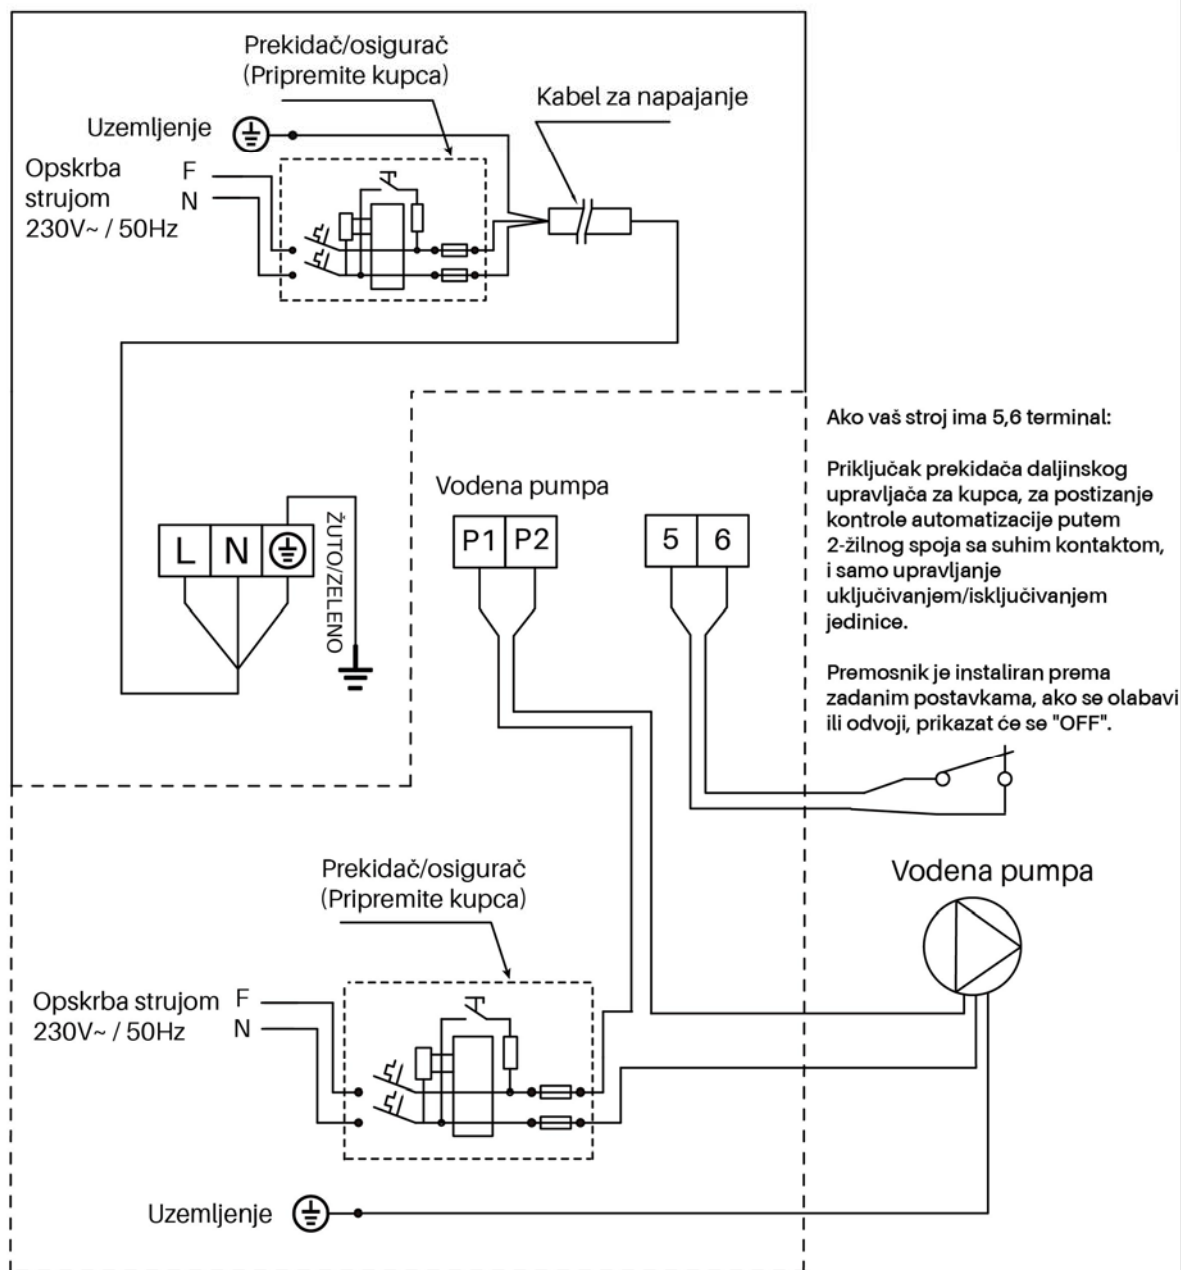 Prekidač/osigurač
(Pripremite kupca)
Kabel za napajanje
Uzemljenje
Opskrba
strujom
230V~ / 50Hz
F
N
Ako vaš stroj ima 5,6 terminal:
Priključak prekidača daljinskog
upravljača za kupca, za postizanje
kontrole automatizacije putem
2-žilnog spoja sa suhim kontaktom,
i samo upravljanje
uključivanjem/isključivanjem
jedinice.
Premosnik je instaliran prema
zadanim postavkama, ako se olabavi
ili odvoji, prikazat će se "OFF".
Vodena pumpa
L N
ŽUTO/ZELENO
P1 P2
5 6
Prekidač/osigurač
(Pripremite kupca)
Vodena pumpa
Opskrba strujom
230V~ / 50Hz
F
N
Uzemljenje